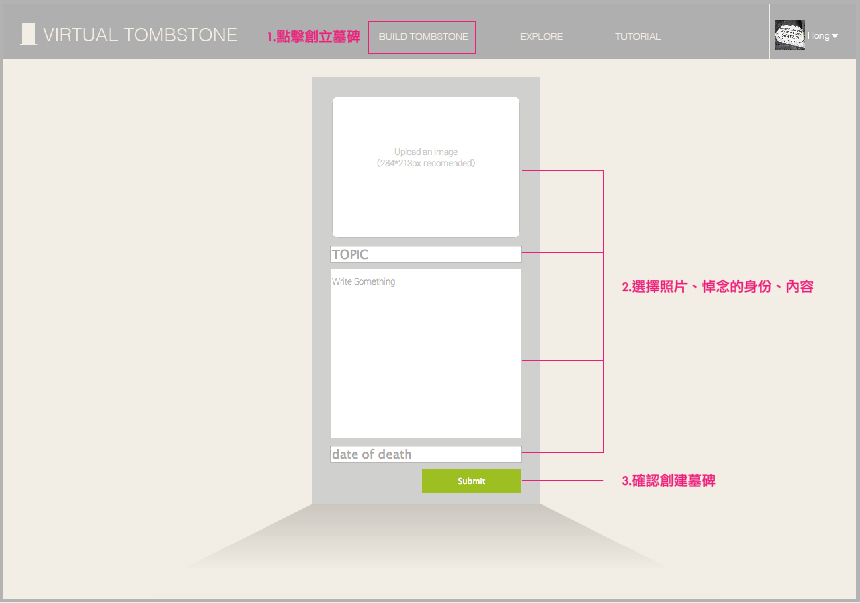 VIRTUAL TOMBSTONE
1.點擊創立墓碑
BUILD TOMBSTONE
EXPLORE
TUTORIAL
Hong
Upload an image
(284*213px recomended)
TOPIC
Write Something
2.選擇照片、悼念的身份、內容
date of death
Submit
3.確認創建墓碑